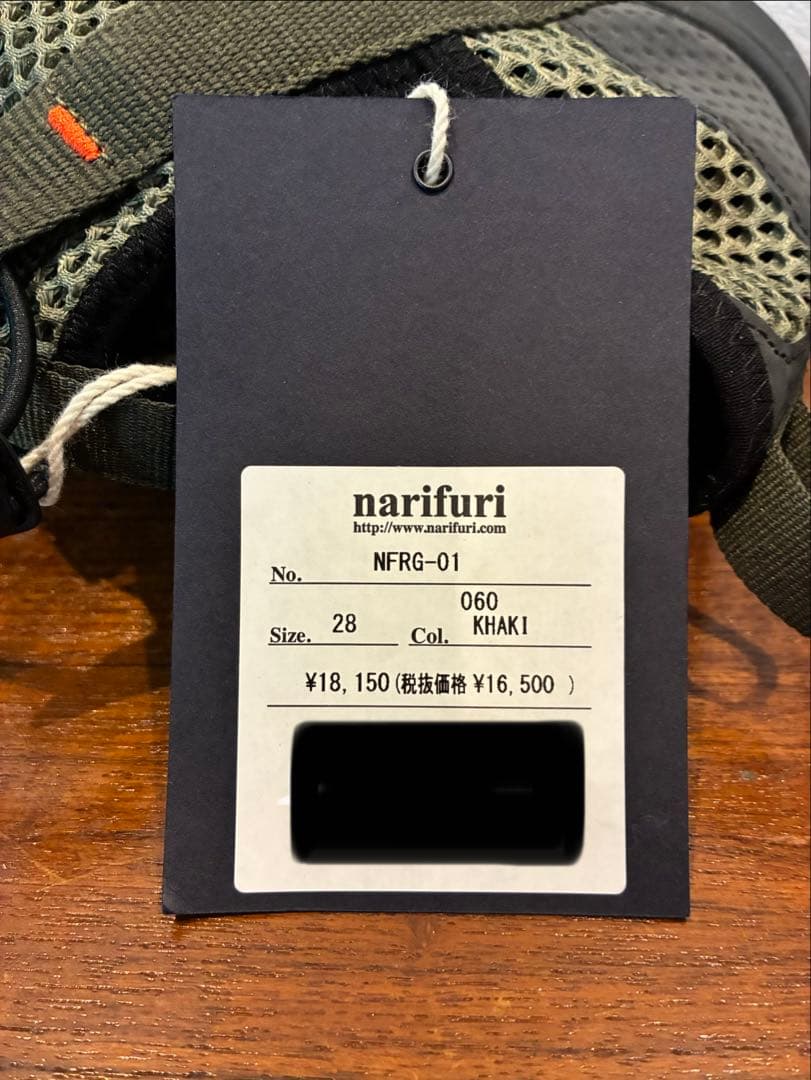 narifuri
http://www.narifuri.com
No. NFRG-01
060
Size. 28 Col. KHAKI
¥18,150(税抜価格 ¥16,500 )